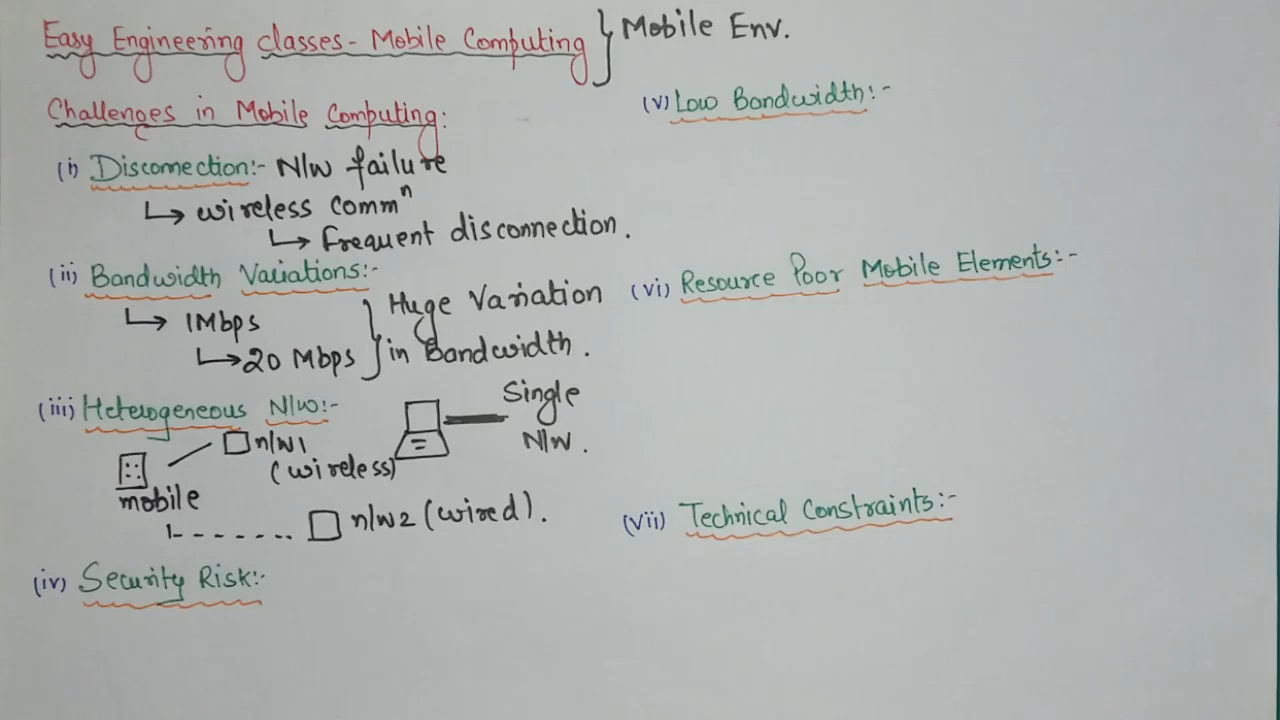 Easy Engineering classes - Mobile Computing } Mobile Env.
Challenges in Mobile Computing:
(i) Disconnection:- N/w failure
↳ wireless commⁿ
↳ frequent disconnection.
(ii) Bandwidth Variations:-
↳ 1Mbps
↳ 20 Mbps
} Huge Variation
in Bandwidth.
(iii) Heterogeneous N/w:-
n/w1
(wireless)
mobile
n/w2 (wired).
Single
N/W.
(iv) Security Risk:-
(v) Low Bandwidth:-
(vi) Resource Poor Mobile Elements:-
(vii) Technical Constraints:-